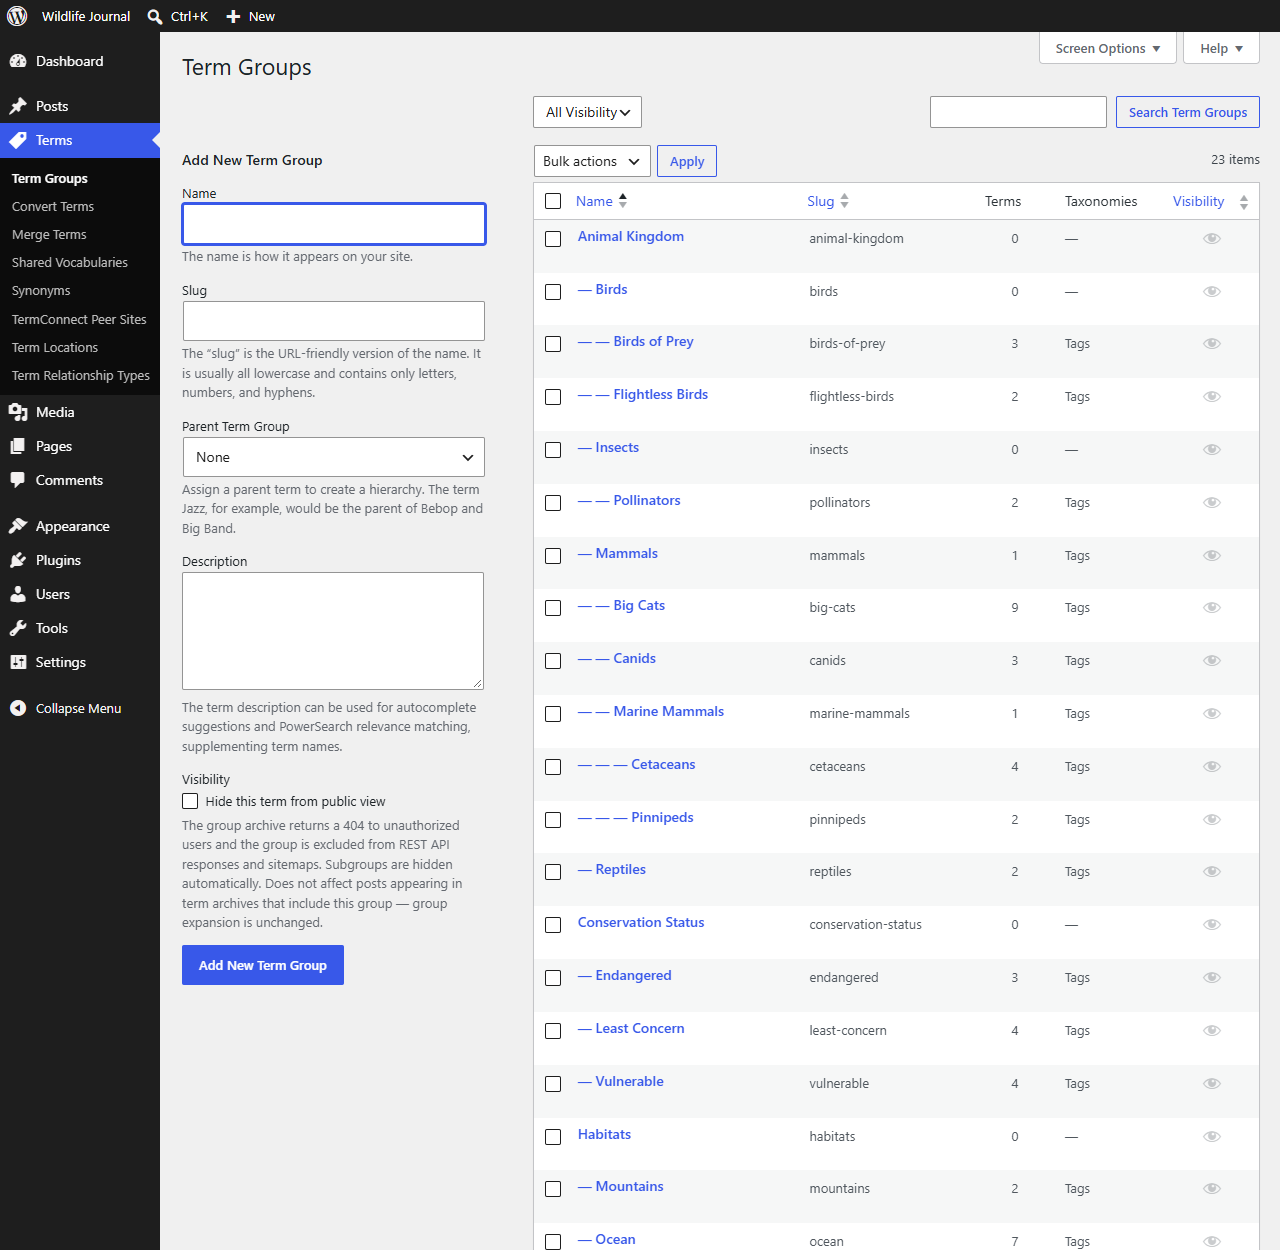 Wildlife Journal Ctrl+K New
Dashboard
Posts
Terms
Term Groups
Convert Terms
Merge Terms
Shared Vocabularies
Synonyms
TermConnect Peer Sites
Term Locations
Term Relationship Types
Media
Pages
Comments
Appearance
Plugins
Users
Tools
Settings
Collapse Menu
Screen Options Help
Term Groups
All Visibility
Search Term Groups
Add New Term Group
Name
The name is how it appears on your site.
Slug
The “slug” is the URL-friendly version of the name. It
is usually all lowercase and contains only letters,
numbers, and hyphens.
Parent Term Group
None
Assign a parent term to create a hierarchy. The term
Jazz, for example, would be the parent of Bebop and
Big Band.
Description
The term description can be used for autocomplete
suggestions and PowerSearch relevance matching,
supplementing term names.
Visibility
Hide this term from public view
The group archive returns a 404 to unauthorized
users and the group is excluded from REST API
responses and sitemaps. Subgroups are hidden
automatically. Does not affect posts appearing in
term archives that include this group — group
expansion is unchanged.
Add New Term Group
Bulk actions Apply 23 items
Name Slug Terms Taxonomies Visibility
Animal Kingdom animal-kingdom 0 —
— Birds birds 0 —
— — Birds of Prey birds-of-prey 3 Tags
— — Flightless Birds flightless-birds 2 Tags
— Insects insects 0 —
— — Pollinators pollinators 2 Tags
— Mammals mammals 1 Tags
— — Big Cats big-cats 9 Tags
— — Canids canids 3 Tags
— — Marine Mammals marine-mammals 1 Tags
— — — Cetaceans cetaceans 4 Tags
— — — Pinnipeds pinnipeds 2 Tags
— Reptiles reptiles 2 Tags
Conservation Status conservation-status 0 —
— Endangered endangered 3 Tags
— Least Concern least-concern 4 Tags
— Vulnerable vulnerable 4 Tags
Habitats habitats 0 —
— Mountains mountains 2 Tags
— Ocean ocean 7 Tags